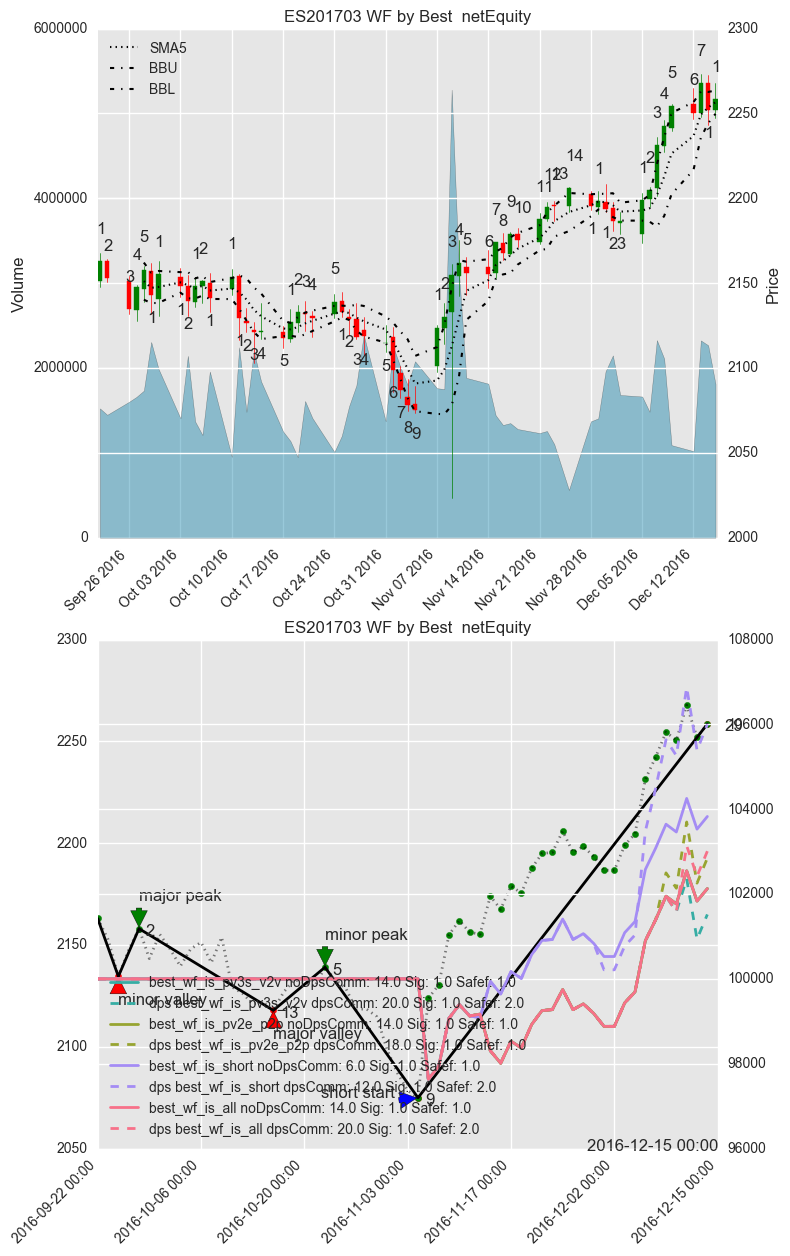 ES201703 WF by Best netEquity
6000000
2300
SMA5
BBU
BBL
2250
4000000
2200
Volume
2150
Price
2000000
2100
2050
0
2000
Sep 26 2016
Oct 03 2016
Oct 10 2016
Oct 17 2016
Oct 24 2016
Oct 31 2016
Nov 07 2016
Nov 14 2016
Nov 21 2016
Nov 28 2016
Dec 05 2016
Dec 12 2016
ES201703 WF by Best netEquity
2300
108000
2250
106000
2200
104000
major peak
102000
2
minor peak
2150
5
100000
best_wf_is_pv3s_v2v noDpsComm: 14.0 Sig: 1.0 Safef: 1.0
minor valley
dps best_wf_is_pv3s_v2v dpsComm: 20.0 Sig: 1.0 Safef: 2.0
13
best_wf_is_pv2e_p2p noDpsComm: 14.0 Sig: 1.0 Safef: 1.0
major valley
2100
dps best_wf_is_pv2e_p2p dpsComm: 18.0 Sig: 1.0 Safef: 1.0
best_wf_is_short noDpsComm: 6.0 Sig: 1.0 Safef: 1.0
98000
dps best_wf_is_short dpsComm: 12.0 Sig: 1.0 Safef: 2.0
short start
9
best_wf_is_all noDpsComm: 14.0 Sig: 1.0 Safef: 1.0
dps best_wf_is_all dpsComm: 20.0 Sig: 1.0 Safef: 2.0
2016-12-15 00:00
2050
96000
2016-09-22 00:00
2016-10-06 00:00
2016-10-20 00:00
2016-11-03 00:00
2016-11-17 00:00
2016-12-02 00:00
2016-12-15 00:00